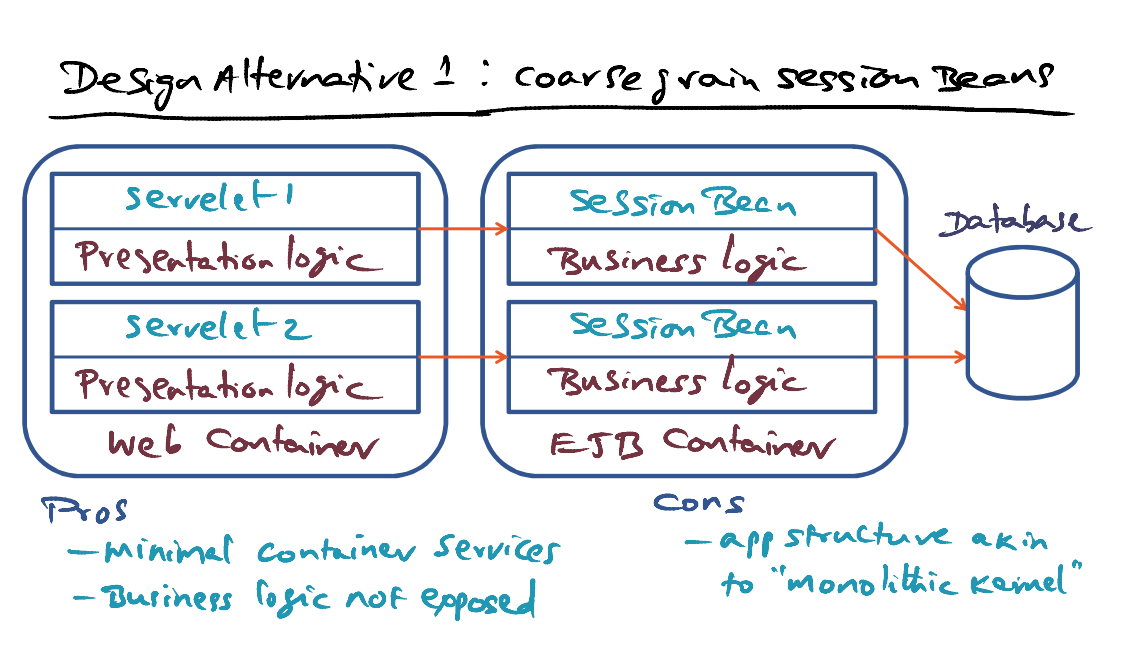 Design Alternative 1 : coarse grain session Beans
servelet 1
Presentation logic
servelet 2
Presentation logic
Web Container
Session Bean
Business logic
Session Bean
Business logic
EJB Container
Database
Pros
- Minimal container services
- Business logic not exposed
Cons
- app structure akin
to "monolithic kernel"